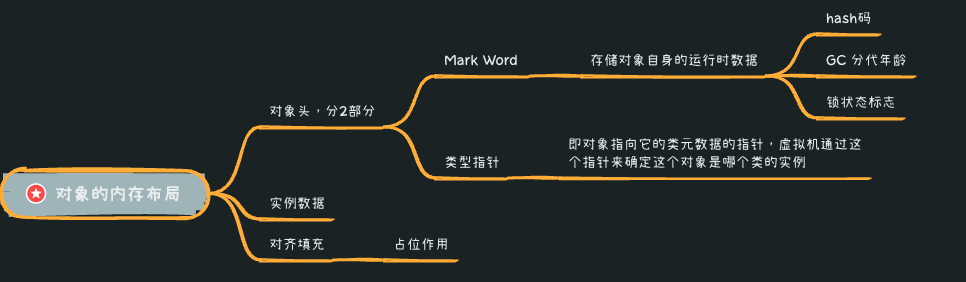 对象的内存布局
对象头，分2部分
Mark Word
存储对象自身的运行时数据
hash码
GC 分代年龄
锁状态标志
类型指针
即对象指向它的类元数据的指针，虚拟机通过这
个指针来确定这个对象是哪个类的实例
实例数据
对齐填充
占位作用